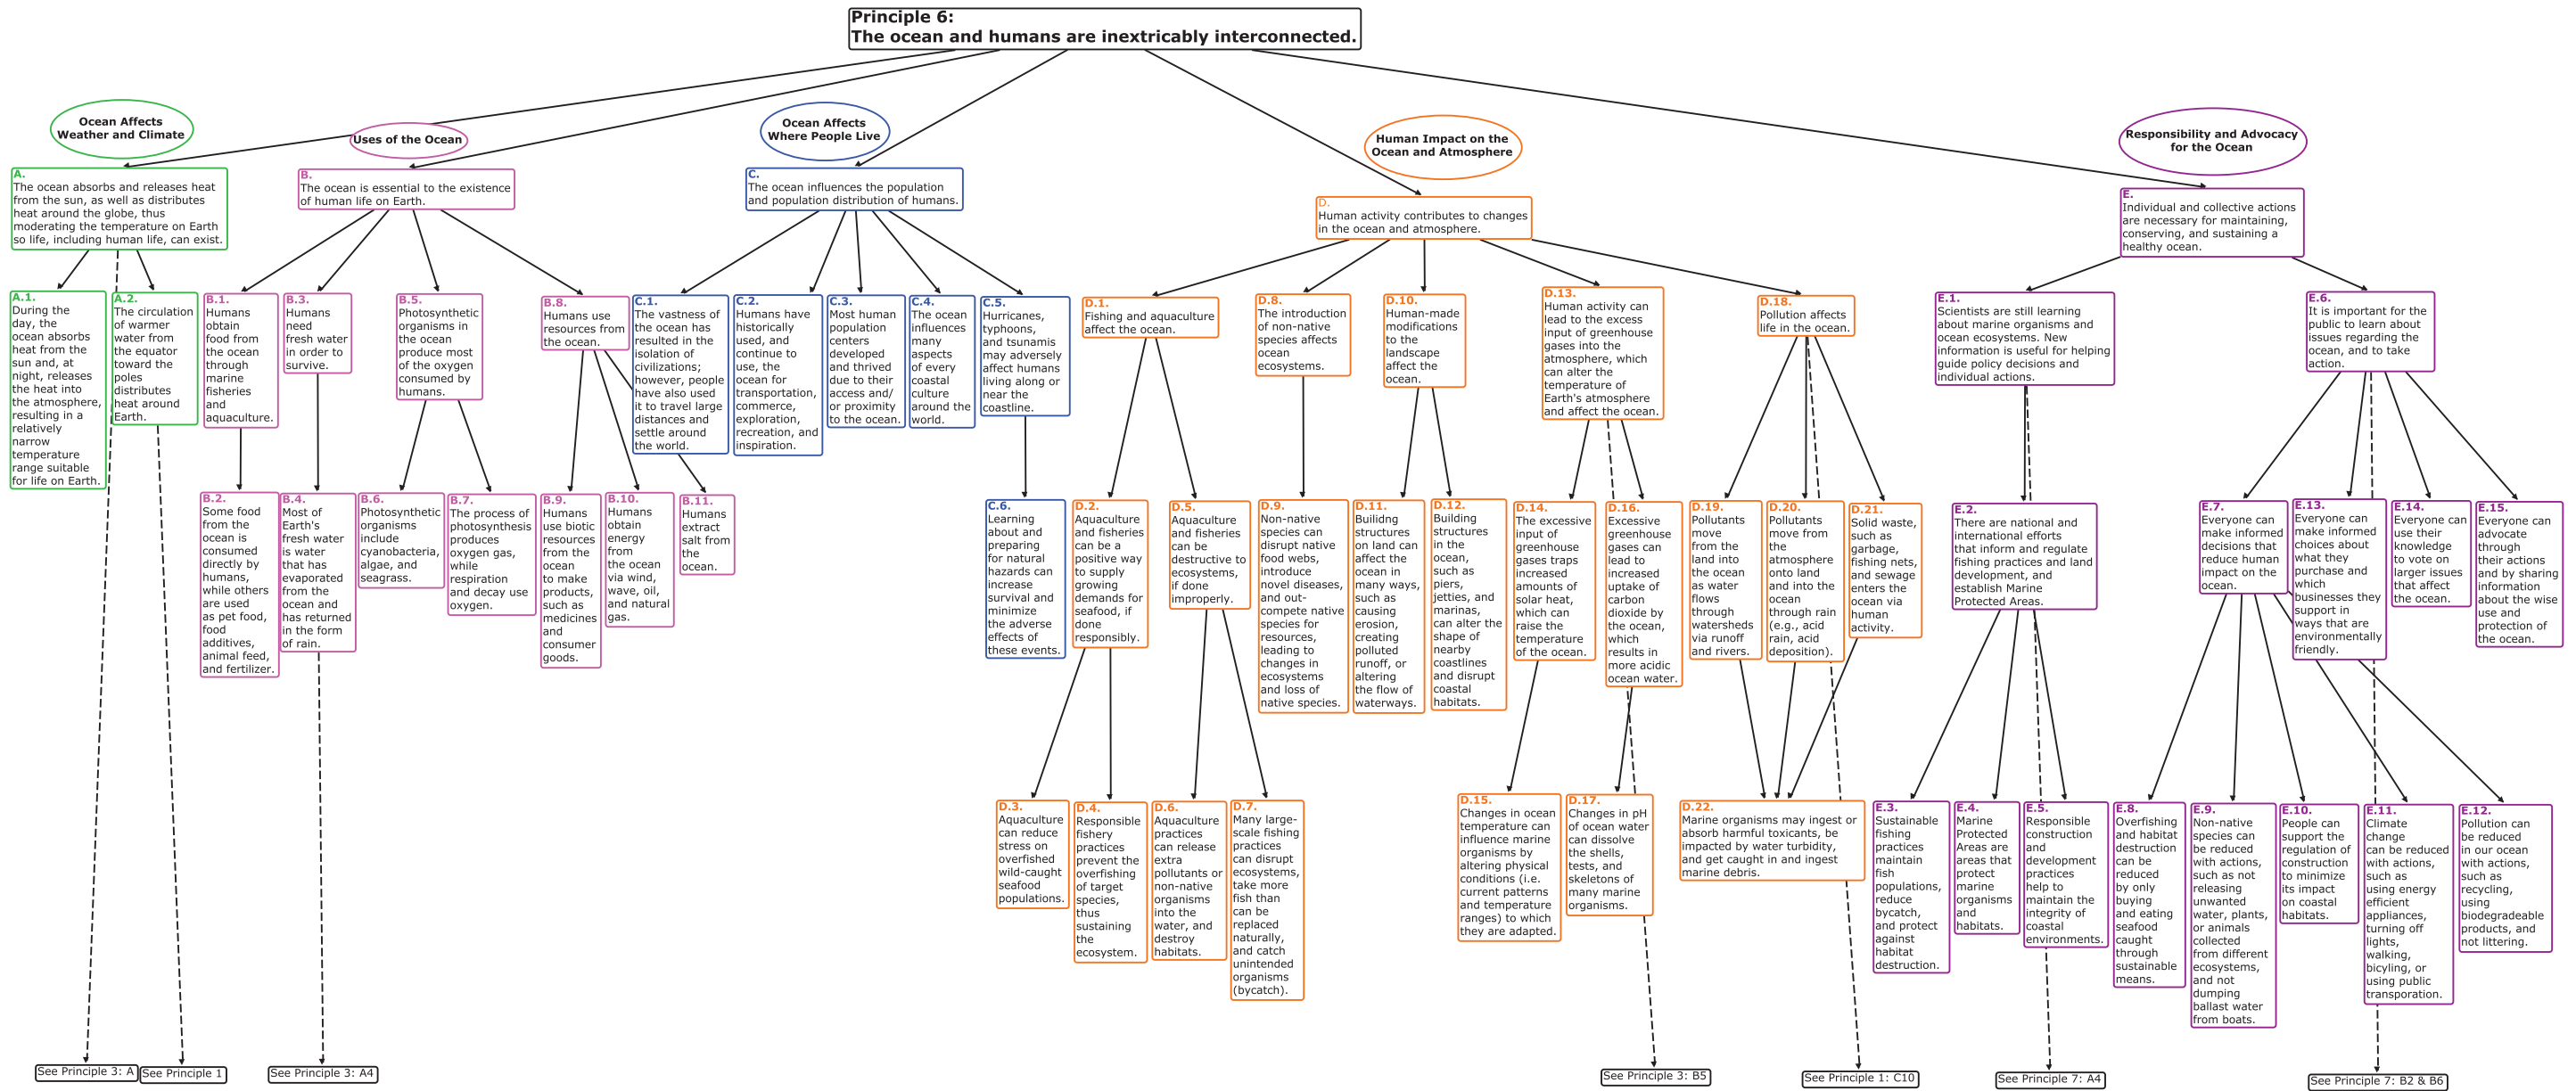 Principle 6:
The ocean and humans are inextricably interconnected.
Ocean Affects
Weather and Climate
Uses of the Ocean
Ocean Affects
Where People Live
Human Impact on the
Ocean and Atmosphere
Responsibility and Advocacy
for the Ocean
A.
The ocean absorbs and releases heat
from the sun, as well as distributes
heat around the globe, thus
moderating the temperature on Earth
so life, including human life, can exist.
B.
The ocean is essential to the existence
of human life on Earth.
C.
The ocean influences the population
and population distribution of humans.
D.
Human activity contributes to changes
in the ocean and atmosphere.
E.
Individual and collective actions
are necessary for maintaining,
conserving, and sustaining a
healthy ocean.
A.1.
During the
day, the
ocean absorbs
heat from the
sun and, at
night, releases
the heat into
the atmosphere,
resulting in a
relatively
narrow
temperature
range suitable
for life on Earth.
A.2.
The circulation
of warmer
water from
the equator
toward the
poles
distributes
heat around
Earth.
B.1.
Humans
obtain
food from
the ocean
through
marine
fisheries
and
aquaculture.
B.3.
Humans
need
fresh water
in order to
survive.
B.5.
Photosynthetic
organisms in
the ocean
produce most
of the oxygen
consumed by
humans.
B.8.
Humans use
resources from
the ocean.
C.1.
The vastness of
the ocean has
resulted in the
isolation of
civilizations;
however, people
have also used
it to travel large
distances and
settle around
the world.
C.2.
Humans have
historically
used, and
continue to
use, the
ocean for
transportation,
commerce,
exploration,
recreation, and
inspiration.
C.3.
Most human
population
centers
developed
and thrived
due to their
access and/
or proximity
to the ocean.
C.4.
The ocean
influences
many
aspects
of every
coastal
culture
around the
world.
C.5.
Hurricanes,
typhoons,
and tsunamis
may adversely
affect humans
living along or
near the
coastline.
D.1.
Fishing and aquaculture
affect the ocean.
D.8.
The introduction
of non-native
species affects
ocean
ecosystems.
D.10.
Human-made
modifications
to the
landscape
affect the
ocean.
D.13.
Human activity can
lead to the excess
input of greenhouse
gases into the
atmosphere, which
can alter the
temperature of
Earth's atmosphere
and affect the ocean.
D.18.
Pollution affects
life in the ocean.
E.1.
Scientists are still learning
about marine organisms and
ocean ecosystems. New
information is useful for helping
guide policy decisions and
individual actions.
E.6.
It is important for the
public to learn about
issues regarding the
ocean, and to take
action.
B.2.
Some food
from the
ocean is
consumed
directly by
humans,
while others
are used
as pet food,
food
additives,
animal feed,
and fertilizer.
B.4.
Most of
Earth's
fresh water
is water
that has
evaporated
from the
ocean and
has returned
in the form
of rain.
B.6.
Photosynthetic
organisms
include
cyanobacteria,
algae, and
seagrass.
B.7.
The process of
photosynthesis
produces
oxygen gas,
while
respiration
and decay use
oxygen.
B.9.
Humans
use biotic
resources
from the
ocean
to make
products,
such as
medicines
and
consumer
goods.
B.10.
Humans
obtain
energy
from
the ocean
via wind,
wave, oil,
and natural
gas.
B.11.
Humans
extract
salt from
the
ocean.
C.6.
Learning
about and
preparing
for natural
hazards can
increase
survival and
minimize
the adverse
effects of
these events.
D.2.
Aquaculture
and fisheries
can be a
positive way
to supply
growing
demands for
seafood, if
done
responsibly.
D.5.
Aquaculture
and fisheries
can be
destructive to
ecosystems,
if done
improperly.
D.9.
Non-native
species can
disrupt native
food webs,
introduce
novel diseases,
and out-
compete native
species for
resources,
leading to
changes in
ecosystems
and loss of
native species.
D.11.
Builidng
structures
on land can
affect the
ocean in
many ways,
such as
causing
erosion,
creating
polluted
runoff, or
altering
the flow of
waterways.
D.12.
Building
structures
in the
ocean,
such as
piers,
jetties, and
marinas,
can alter the
shape of
nearby
coastlines
and disrupt
coastal
habitats.
D.14.
The excessive
input of
greenhouse
gases traps
increased
amounts of
solar heat,
which can
raise the
temperature
of the ocean.
D.16.
Excessive
greenhouse
gases can
lead to
increased
uptake of
carbon
dioxide by
the ocean,
which
results in
more acidic
ocean water.
D.19.
Pollutants
move
from the
land into
the ocean
as water
flows
through
watersheds
via runoff
and rivers.
D.20.
Pollutants
move from
the
atmosphere
onto land
and into the
ocean
through rain
(e.g., acid
rain, acid
deposition).
D.21.
Solid waste,
such as
garbage,
fishing nets,
and sewage
enters the
ocean via
human
activity.
E.2.
There are national and
international efforts
that inform and regulate
fishing practices and land
development, and
establish Marine
Protected Areas.
E.7.
Everyone can
make informed
decisions that
reduce human
impact on the
ocean.
E.13.
Everyone can
make informed
choices about
what they
purchase and
which
businesses they
support in
ways that are
environmentally
friendly.
E.14.
Everyone can
use their
knowledge
to vote on
larger issues
that affect
the ocean.
E.15.
Everyone can
advocate
through
their actions
and by sharing
information
about the wise
use and
protection of
the ocean.
D.3.
Aquaculture
can reduce
stress on
overfished
wild-caught
seafood
populations.
D.4.
Responsible
fishery
practices
prevent the
overfishing
of target
species,
thus
sustaining
the
ecosystem.
D.6.
Aquaculture
practices
can release
extra
pollutants or
non-native
organisms
into the
water, and
destroy
habitats.
D.7.
Many large-
scale fishing
practices
can disrupt
ecosystems,
take more
fish than
can be
replaced
naturally,
and catch
unintended
organisms
(bycatch).
D.15.
Changes in ocean
temperature can
influence marine
organisms by
altering physical
conditions (i.e.
current patterns
and temperature
ranges) to which
they are adapted.
D.17.
Changes in pH
of ocean water
can dissolve
the shells,
tests, and
skeletons of
many marine
organisms.
D.22.
Marine organisms may ingest or
absorb harmful toxicants, be
impacted by water turbidity,
and get caught in and ingest
marine debris.
E.3.
Sustainable
fishing
practices
maintain
fish
populations,
reduce
bycatch,
and protect
against
habitat
destruction.
E.4.
Marine
Protected
Areas are
areas that
protect
marine
organisms
and
habitats.
E.5.
Responsible
construction
and
development
practices
help to
maintain the
integrity of
coastal
environments.
E.8.
Overfishing
and habitat
destruction
can be
reduced
by only
buying
and eating
seafood
caught
through
sustainable
means.
E.9.
Non-native
species can
be reduced
with actions,
such as not
releasing
unwanted
water, plants,
or animals
collected
from different
ecosystems,
and not
dumping
ballast water
from boats.
E.10.
People can
support the
regulation of
construction
to minimize
its impact
on coastal
habitats.
E.11.
Climate
change
can be reduced
with actions,
such as
using energy
efficient
appliances,
turning off
lights,
walking,
bicyling, or
using public
transporation.
E.12.
Pollution can
be reduced
in our ocean
with actions,
such as
recycling,
using
biodegradeable
products, and
not littering.
See Principle 3: A
See Principle 1
See Principle 3: A4
See Principle 3: B5
See Principle 1: C10
See Principle 7: A4
See Principle 7: B2 & B6